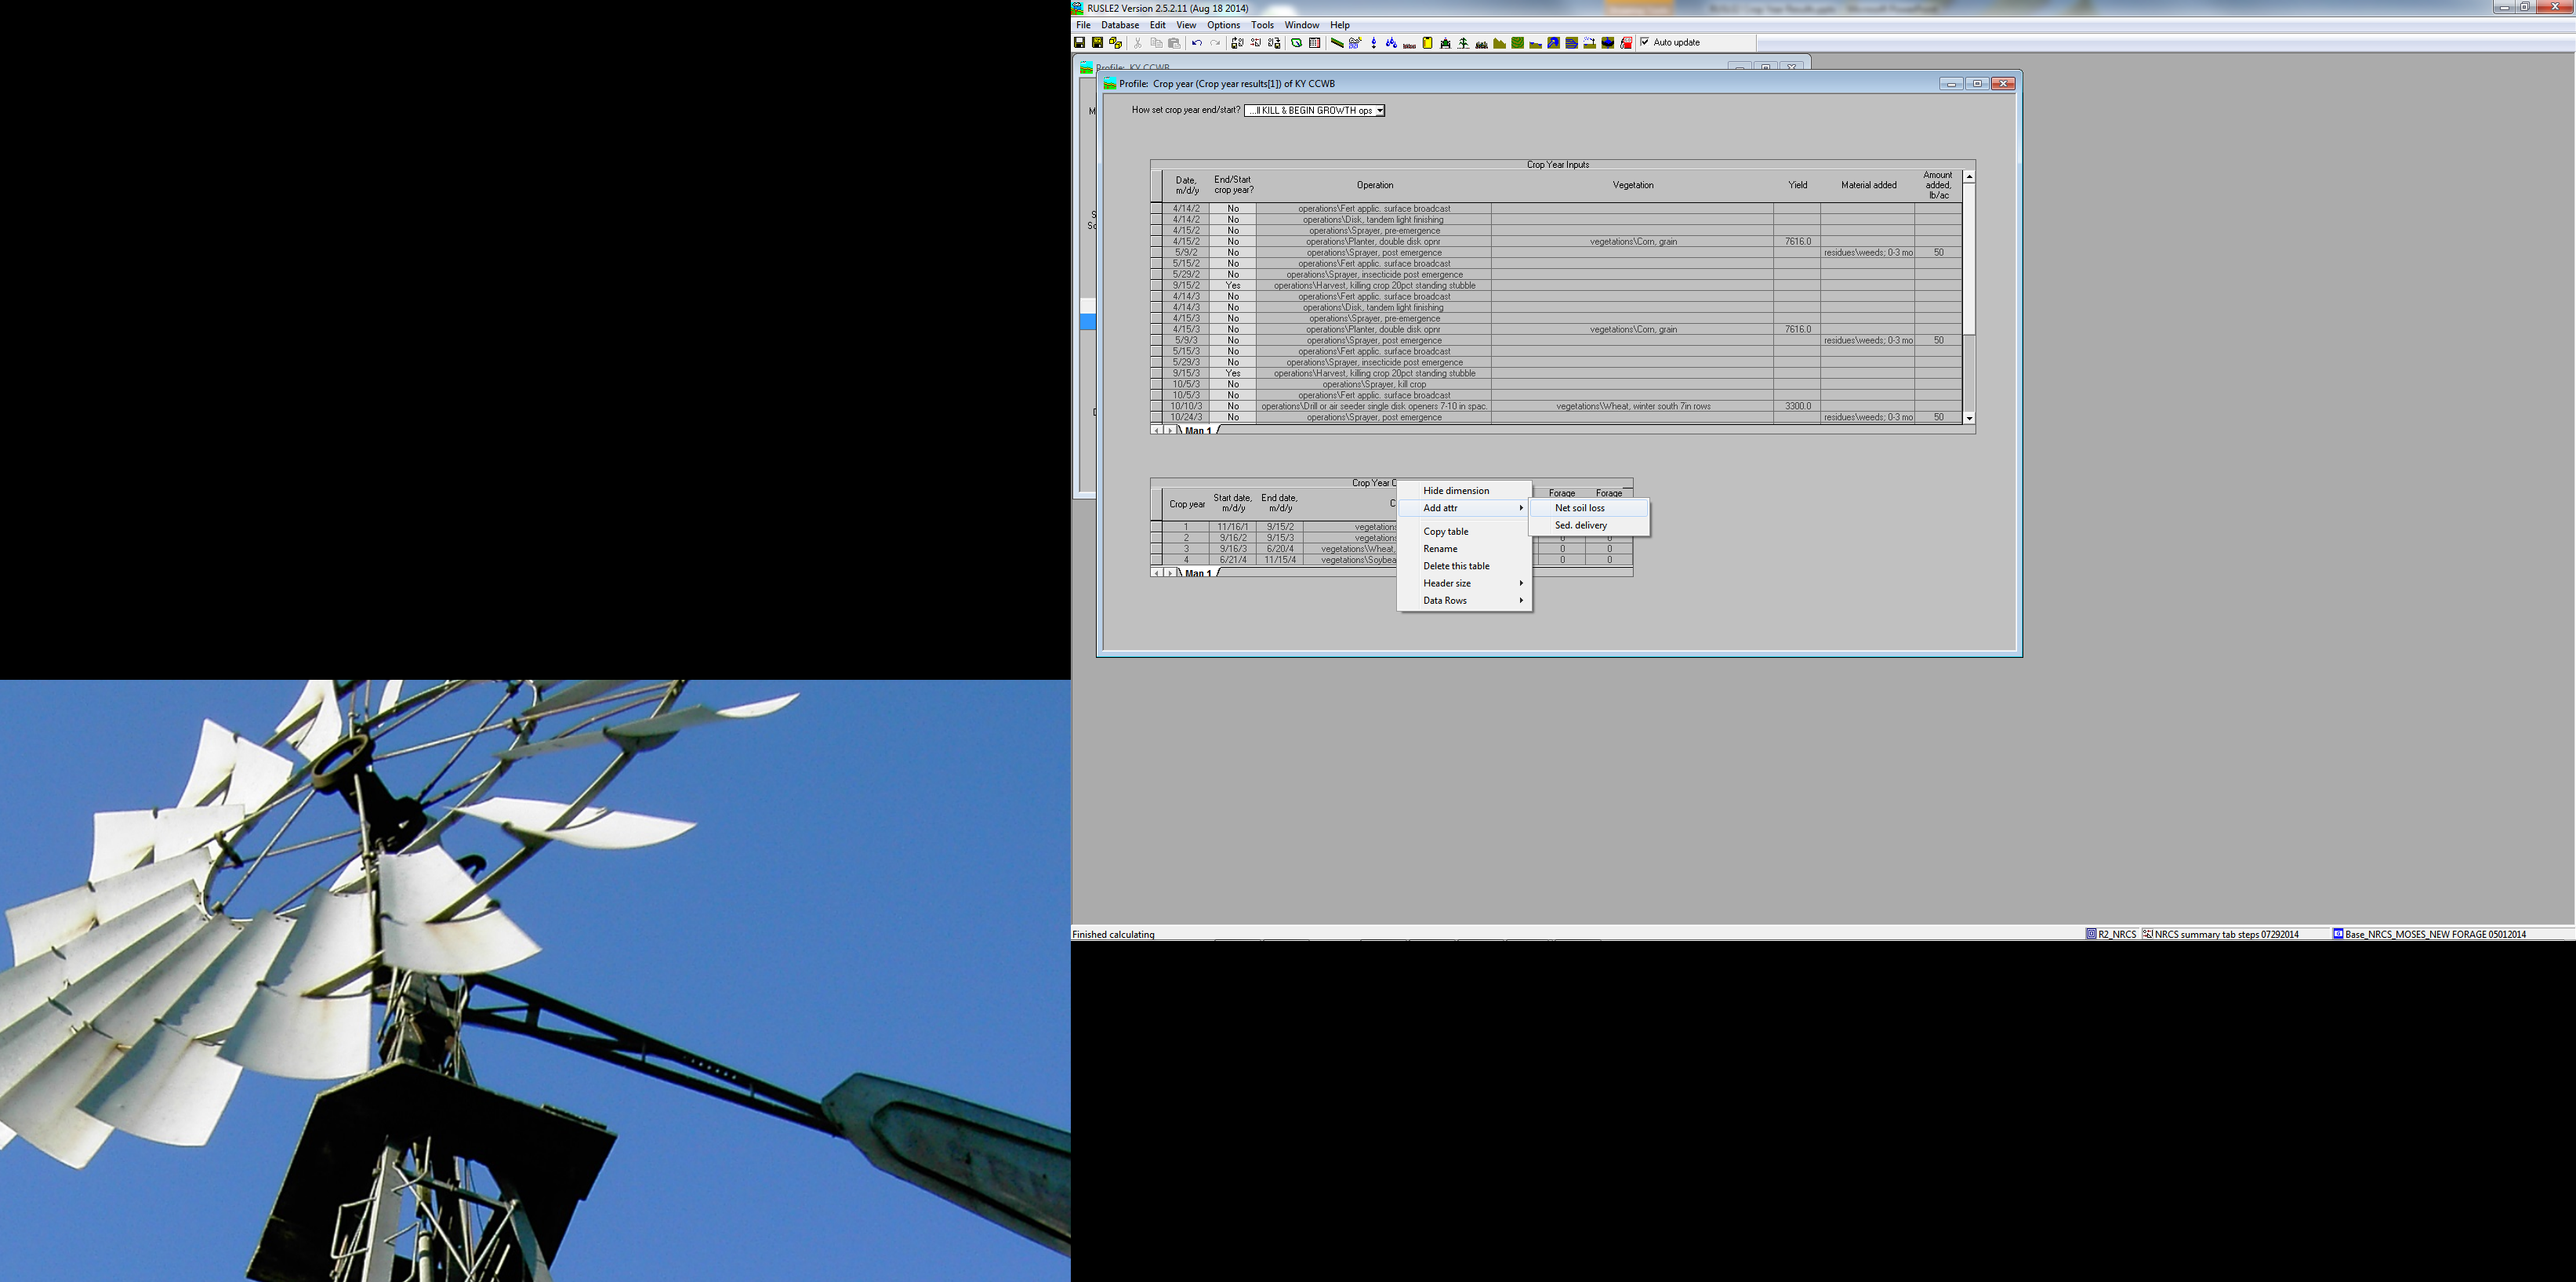 RUSLE2 Version 2.5.2.11 (Aug 18 2014)
File Database Edit View Options Tools Window Help
Auto update
Profile: KY CCWB
Profile: Crop year (Crop year results[1]) of KY CCWB
How set crop year end/start? ...ll KILL & BEGIN GROWTH ops
Crop Year Inputs
Date, m/d/y End/Start crop year? Operation Vegetation Yield Material added Amount added, lb/ac
4/14/2 No operations\Fert applic. surface broadcast
4/14/2 No operations\Disk, tandem light finishing
4/15/2 No operations\Sprayer, pre-emergence
4/15/2 No operations\Planter, double disk opnr vegetations\Corn, grain 7616.0
5/9/2 No operations\Sprayer, post emergence residues\weeds; 0-3 mo 50
5/15/2 No operations\Fert applic. surface broadcast
5/29/2 No operations\Sprayer, insecticide post emergence
9/15/2 Yes operations\Harvest, killing crop 20pct standing stubble
4/14/3 No operations\Fert applic. surface broadcast
4/14/3 No operations\Disk, tandem light finishing
4/15/3 No operations\Sprayer, pre-emergence
4/15/3 No operations\Planter, double disk opnr vegetations\Corn, grain 7616.0
5/9/3 No operations\Sprayer, post emergence residues\weeds; 0-3 mo 50
5/15/3 No operations\Fert applic. surface broadcast
5/29/3 No operations\Sprayer, insecticide post emergence
9/15/3 Yes operations\Harvest, killing crop 20pct standing stubble
10/5/3 No operations\Sprayer, kill crop
10/5/3 No operations\Fert applic. surface broadcast
10/10/3 No operations\Drill or air seeder single disk openers 7-10 in spac. vegetations\Wheat, winter south 7in rows 3300.0
10/24/3 No operations\Sprayer, post emergence residues\weeds; 0-3 mo 50
Man 1
Crop Year C
Crop year Start date, m/d/y End date, m/d/y C Forage Forage
1 11/16/1 9/15/2 vegetations
2 9/16/2 9/15/3 vegetations 0 0
3 9/16/3 6/20/4 vegetations\Wheat, 0 0
4 6/21/4 11/15/4 vegetations\Soybea 0 0
Man 1
Hide dimension
Add attr
Copy table
Rename
Delete this table
Header size
Data Rows
Net soil loss
Sed. delivery
Finished calculating R2_NRCS NRCS summary tab steps 07292014 Base_NRCS_MOSES_NEW FORAGE 05012014